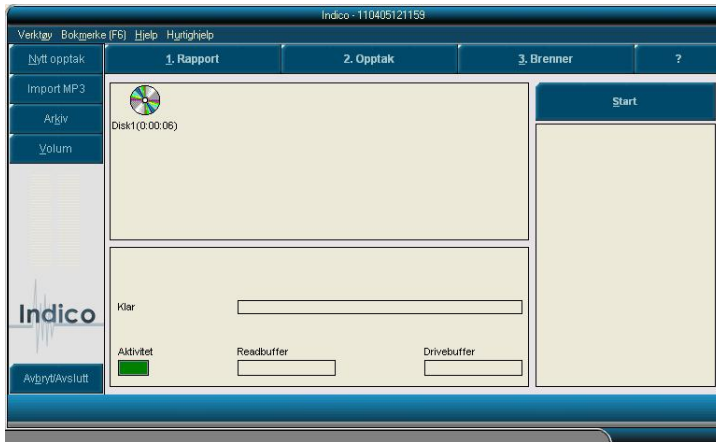 Indico - 110405121159
Verktøy Bokmerke (F6) Hjelp Hurtighjelp
Nytt opptak 1. Rapport 2. Opptak 3. Brenner ?
Import MP3
Start
Arkiv
Disk1(0:00:06)
Volum
Klar
Indico
Aktivitet Readbuffer Drivebuffer
Avbryt/Avslutt